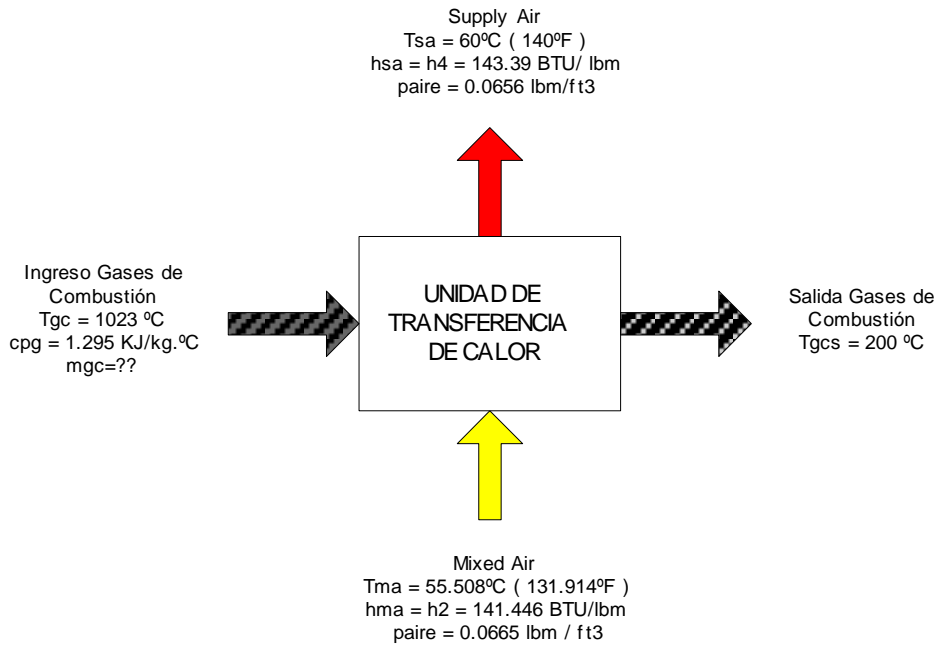 Supply Air
Tsa = 60ºC ( 140ºF )
hsa = h4 = 143.39 BTU/ lbm
paire = 0.0656 lbm/ft3
Ingreso Gases de
Combustión
Tgc = 1023 ºC
cpg = 1.295 KJ/kg.ºC
mgc=??
UNIDAD DE
TRANSFERENCIA
DE CALOR
Salida Gases de
Combustión
Tgcs = 200 ºC
Mixed Air
Tma = 55.508ºC ( 131.914ºF )
hma = h2 = 141.446 BTU/lbm
paire = 0.0665 lbm / ft3